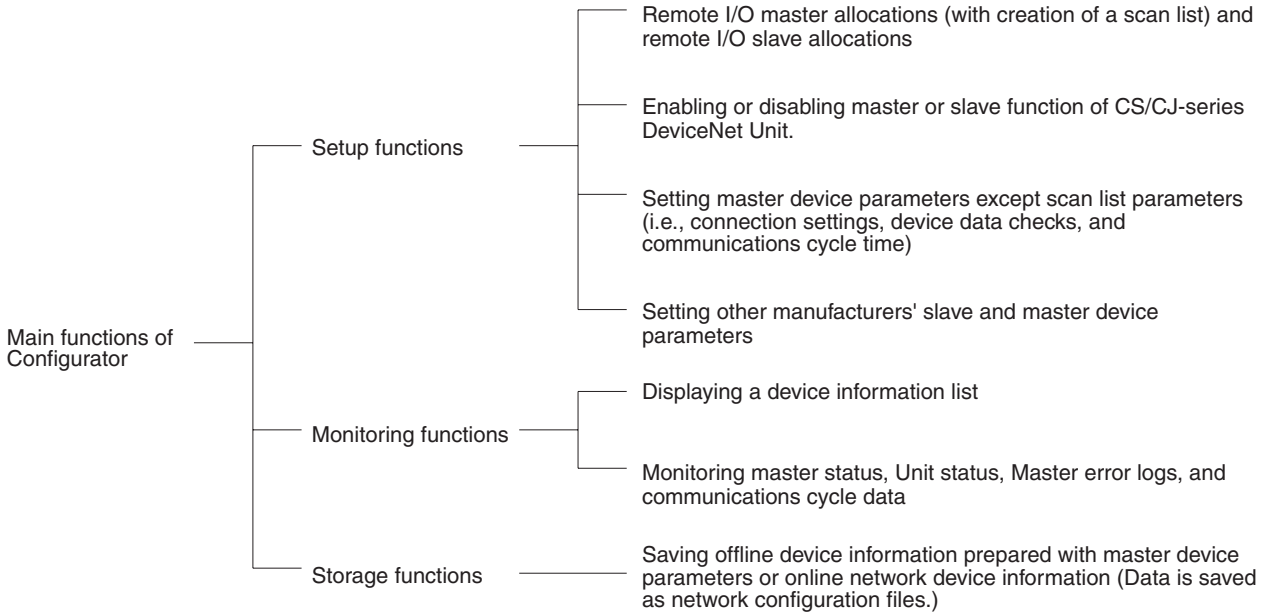 Remote I/O master allocations (with creation of a scan list) and
remote I/O slave allocations
Enabling or disabling master or slave function of CS/CJ-series
DeviceNet Unit.
Setup functions
Setting master device parameters except scan list parameters
(i.e., connection settings, device data checks, and
communications cycle time)
Setting other manufacturers' slave and master device
parameters
Main functions of
Configurator
Displaying a device information list
Monitoring functions
Monitoring master status, Unit status, Master error logs, and
communications cycle data
Storage functions
Saving offline device information prepared with master device
parameters or online network device information (Data is saved
as network configuration files.)